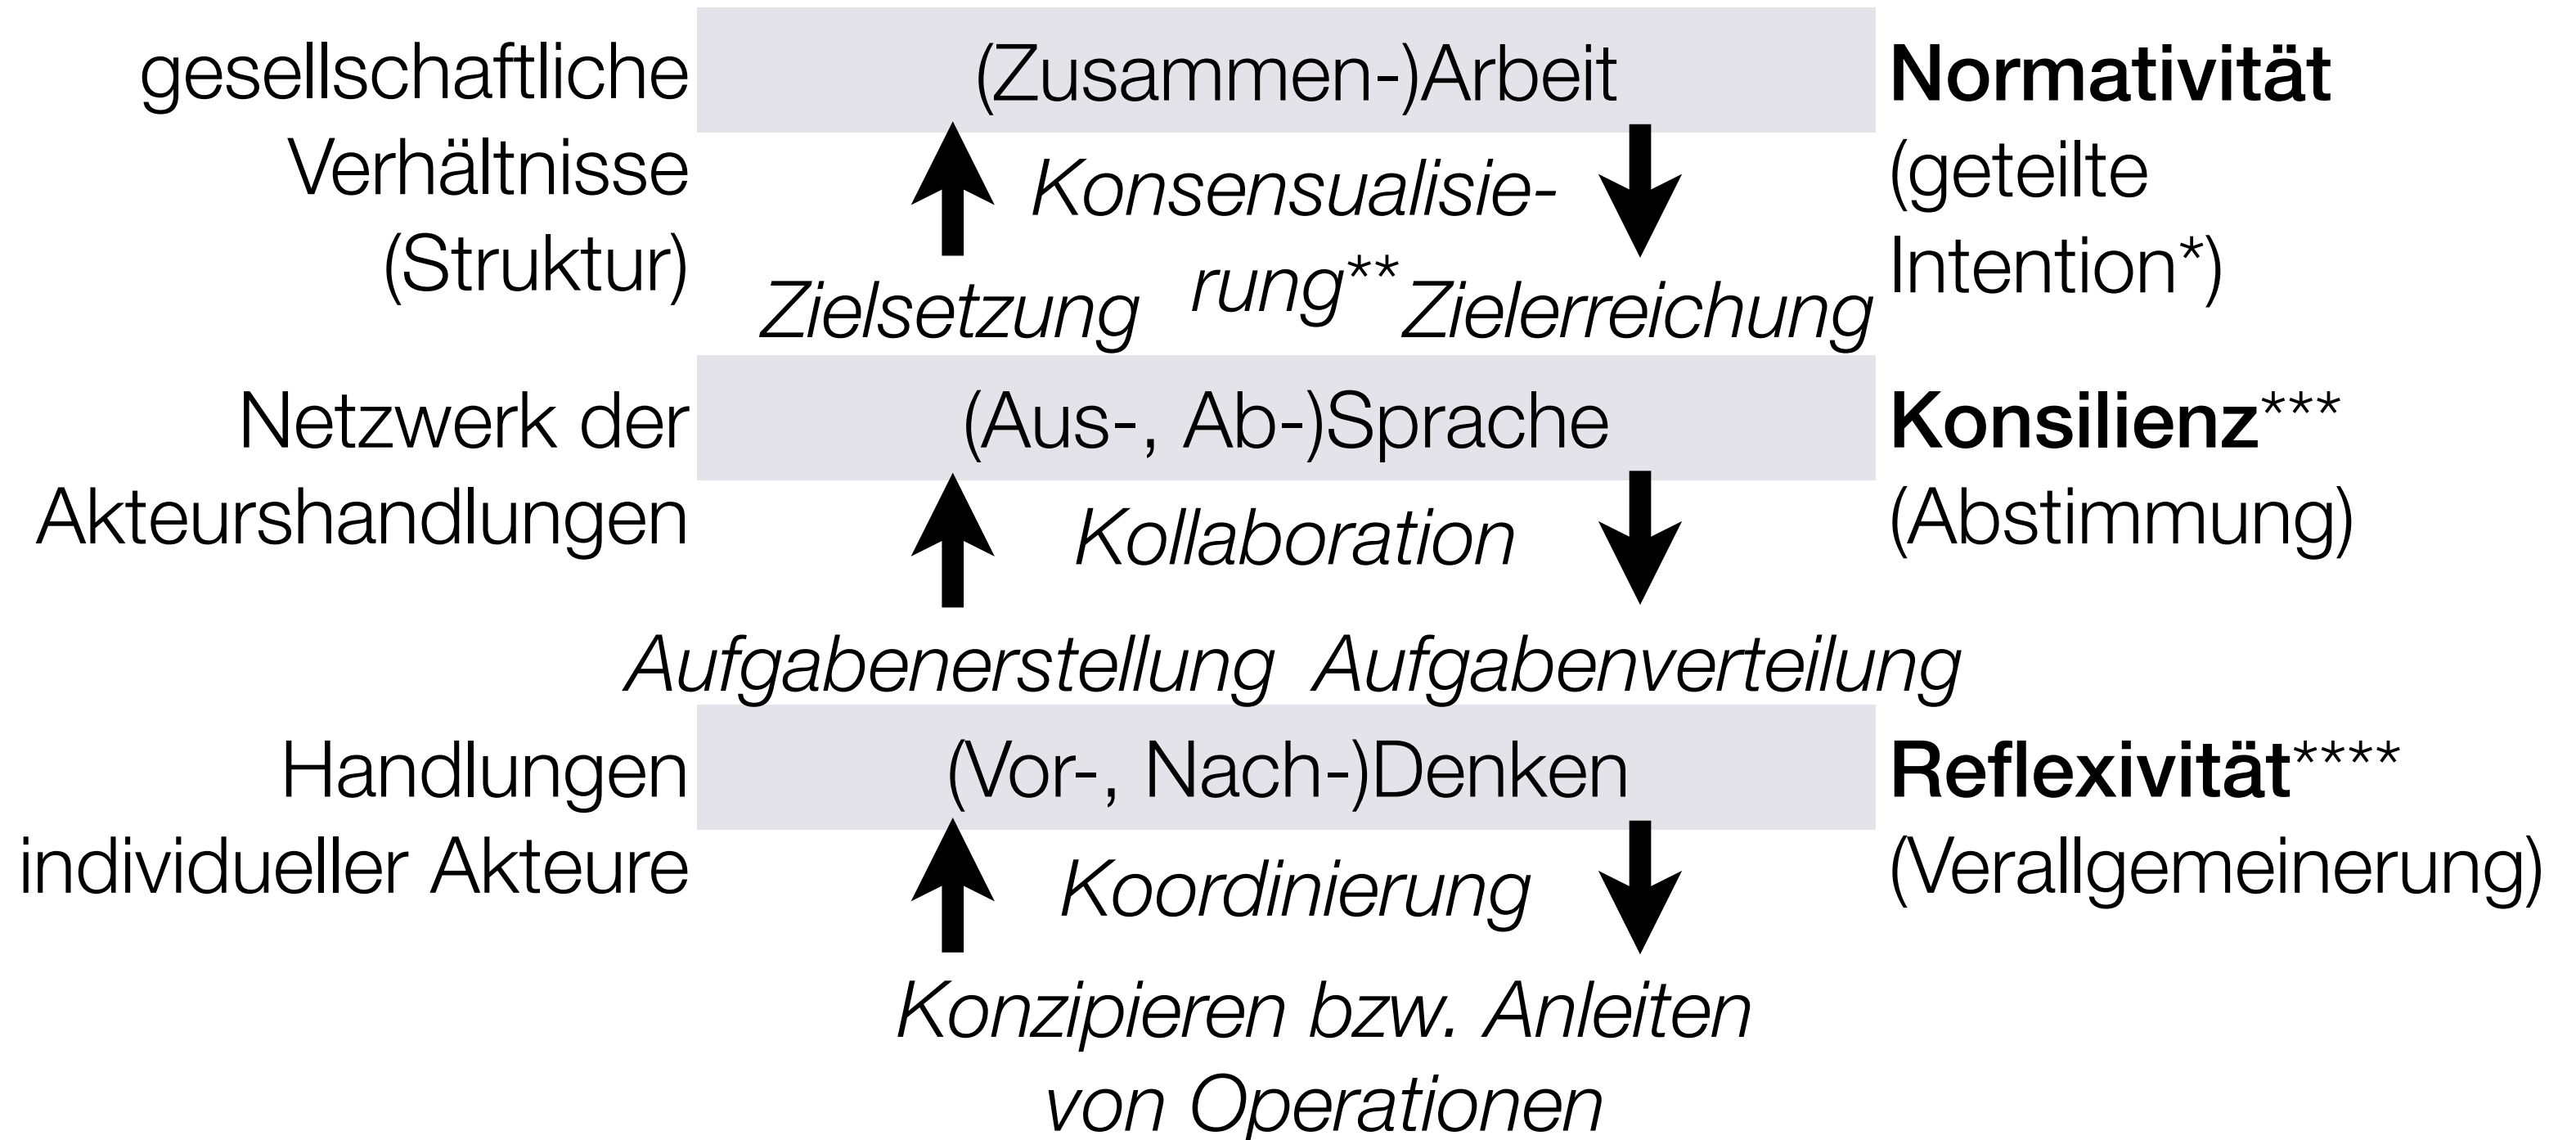 gesellschaftliche
Verhältnisse
(Struktur)
(Zusammen-)Arbeit
Normativität
(geteilte
Intention*)
Konsensualisie-
rung**
Zielsetzung
Zielerreichung
Netzwerk der
Akteurshandlungen
(Aus-, Ab-)Sprache
Konsilienz***
(Abstimmung)
Kollaboration
Aufgabenerstellung
Aufgabenverteilung
Handlungen
individueller Akteure
(Vor-, Nach-)Denken
Reflexivität****
(Verallgemeinerung)
Koordinierung
Konzipieren bzw. Anleiten
von Operationen